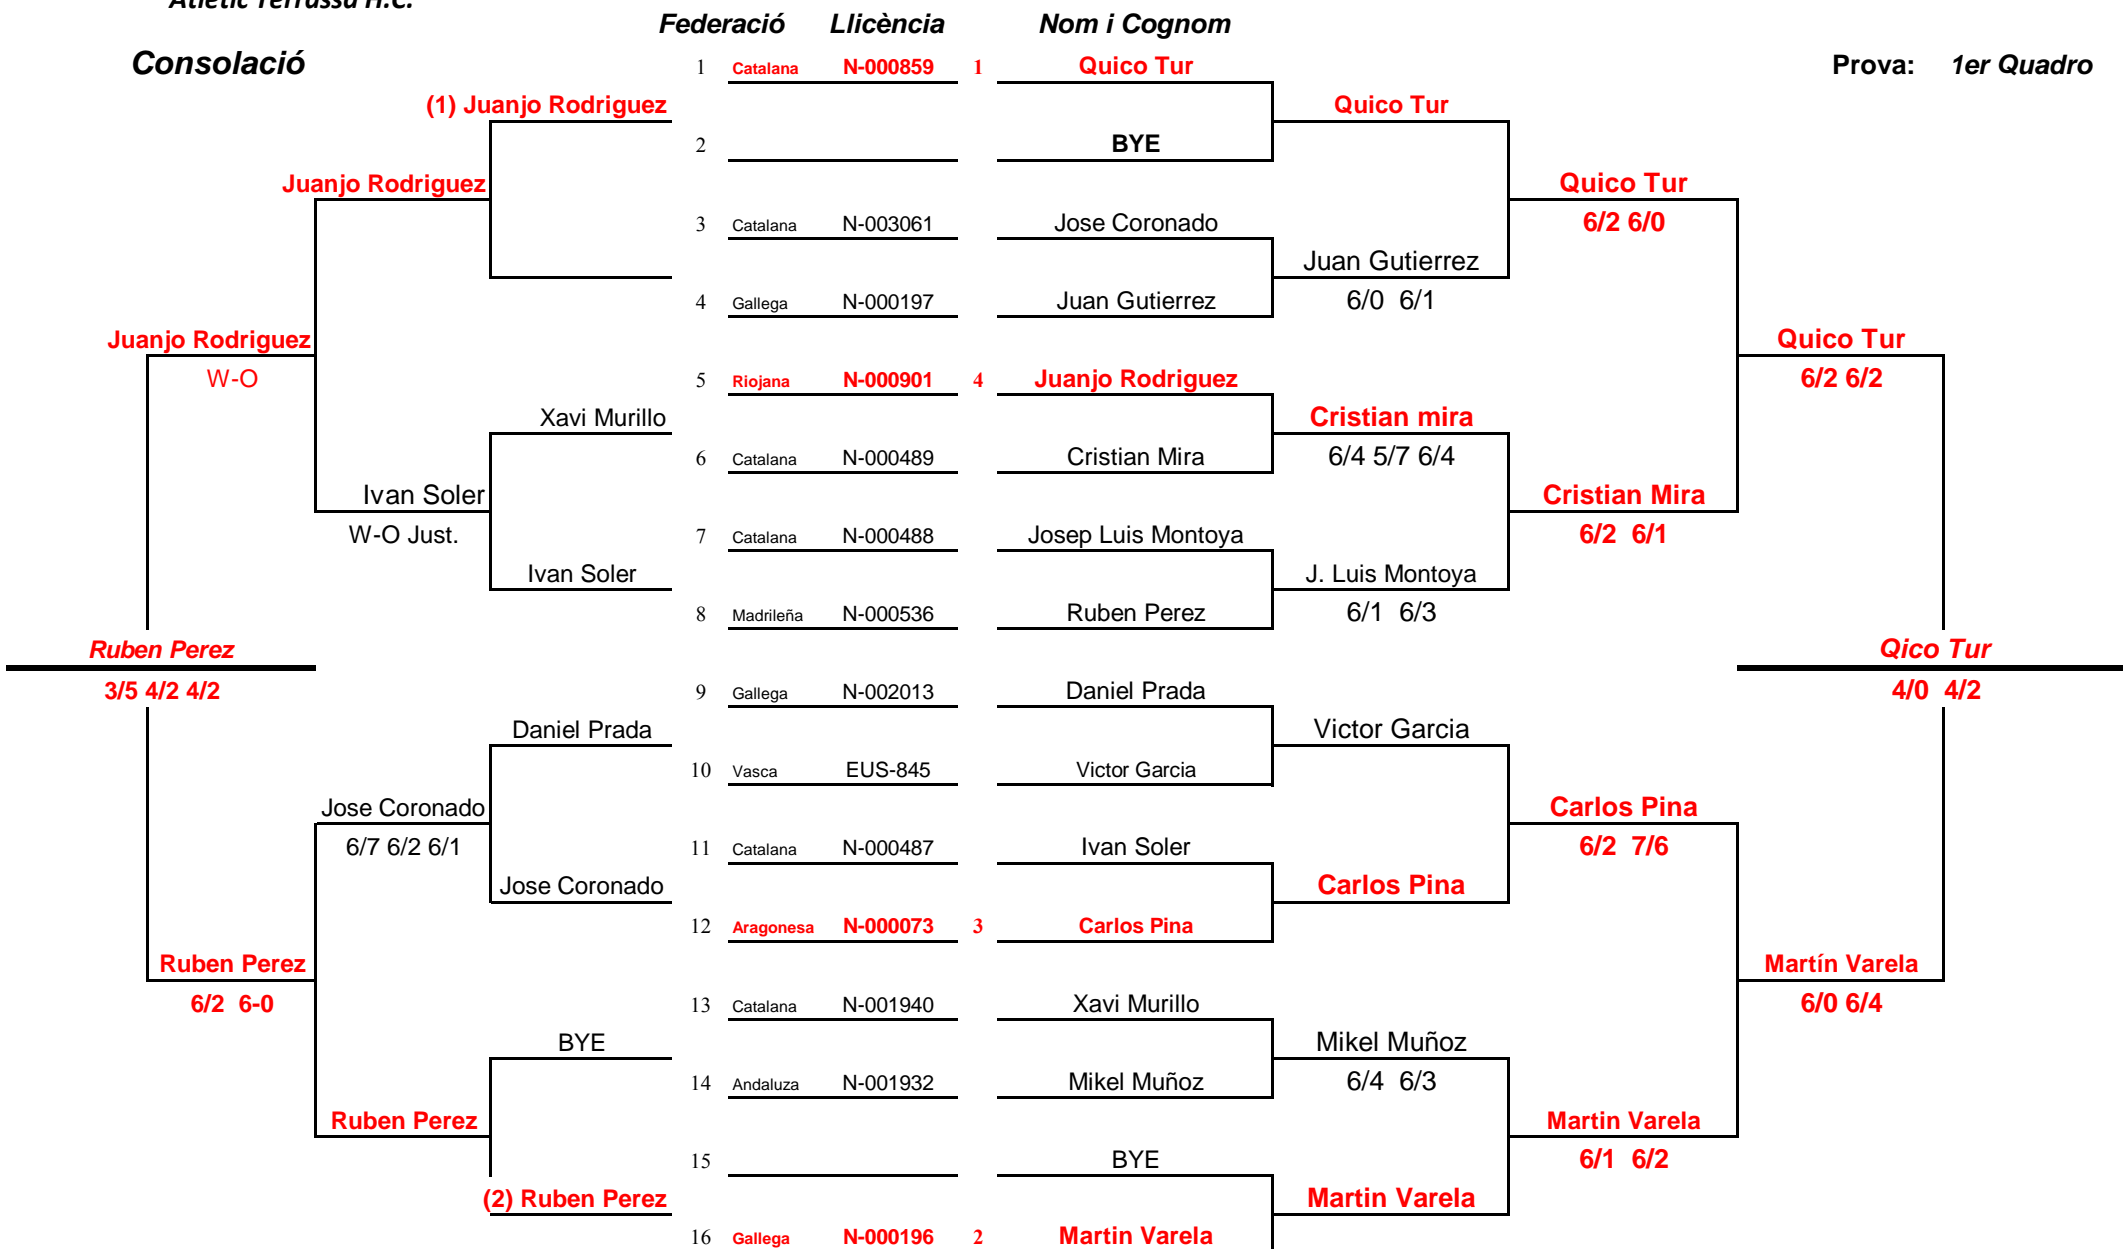 Atlètic Terrassa H.C.
Federació Llicència Nom i Cognom
Consolació
Prova: 1er Quadro
1 Catalana N-000859 1 Quico Tur
(1) Juanjo Rodriguez
Quico Tur
2 BYE
Juanjo Rodriguez
Quico Tur
3 Catalana N-003061 Jose Coronado
6/2 6/0
Juan Gutierrez
4 Gallega N-000197 Juan Gutierrez
6/0 6/1
Juanjo Rodriguez
Quico Tur
W-O
5 Riojana N-000901 4 Juanjo Rodriguez
6/2 6/2
Xavi Murillo
Cristian mira
6 Catalana N-000489 Cristian Mira
6/4 5/7 6/4
Ivan Soler
Cristian Mira
W-O Just.
7 Catalana N-000488 Josep Luis Montoya
6/2 6/1
Ivan Soler
J. Luis Montoya
8 Madrileña N-000536 Ruben Perez
6/1 6/3
Ruben Perez
Qico Tur
3/5 4/2 4/2
9 Gallega N-002013 Daniel Prada
4/0 4/2
Daniel Prada
Victor Garcia
10 Vasca EUS-845 Victor Garcia
Jose Coronado
Carlos Pina
6/7 6/2 6/1
11 Catalana N-000487 Ivan Soler
6/2 7/6
Jose Coronado
Carlos Pina
12 Aragonesa N-000073 3 Carlos Pina
Ruben Perez
Martín Varela
6/2 6-0
13 Catalana N-001940 Xavi Murillo
6/0 6/4
BYE
Mikel Muñoz
14 Andaluza N-001932 Mikel Muñoz
6/4 6/3
Ruben Perez
Martin Varela
15 BYE
6/1 6/2
(2) Ruben Perez
Martin Varela
16 Gallega N-000196 2 Martin Varela